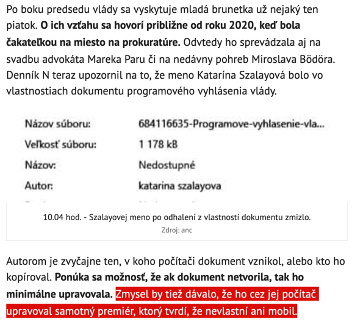 Po boku predsedu vlády sa vyskytuje mladá brunetka už nejaký ten
piatok. O ich vzťahu sa hovorí približne od roku 2020, keď bola
čakateľkou na miesto na prokuratúre. Odvtedy ho sprevádzala aj na
svadbu advokáta Mareka Paru či na nedávny pohreb Miroslava Bödöra.
Denník N teraz upozornil na to, že meno Katarína Szalayová bolo vo
vlastnostiach dokumentu programového vyhlásenia vlády.
Názov súboru: 684116635-Programove-vyhlasenie-vla...
Veľkosť súboru: 1 178 kB
Názov: Nedostupné
Autor: katarina szalayova
10.04 hod. - Szalayovej meno po odhalení z vlastností dokumentu zmizlo.
Zdroj: anc
Autorom je zvyčajne ten, v koho počítači dokument vznikol, alebo kto ho
kopíroval. Ponúka sa možnosť, že ak dokument netvorila, tak ho
minimálne upravovala. Zmysel by tiež dávalo, že ho cez jej počítač
upravoval samotný premiér, ktorý tvrdí, že nevlastní ani mobil.